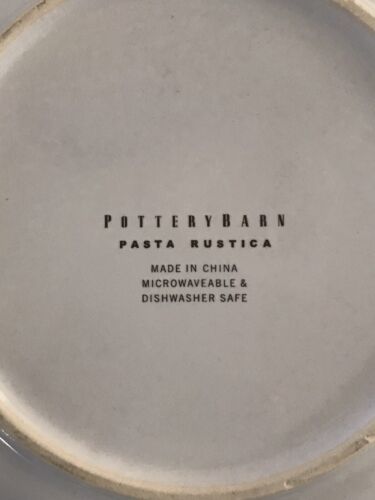 POTTERYBARN
PASTA RUSTICA
MADE IN CHINA
MICROWAVEABLE &
DISHWASHER SAFE